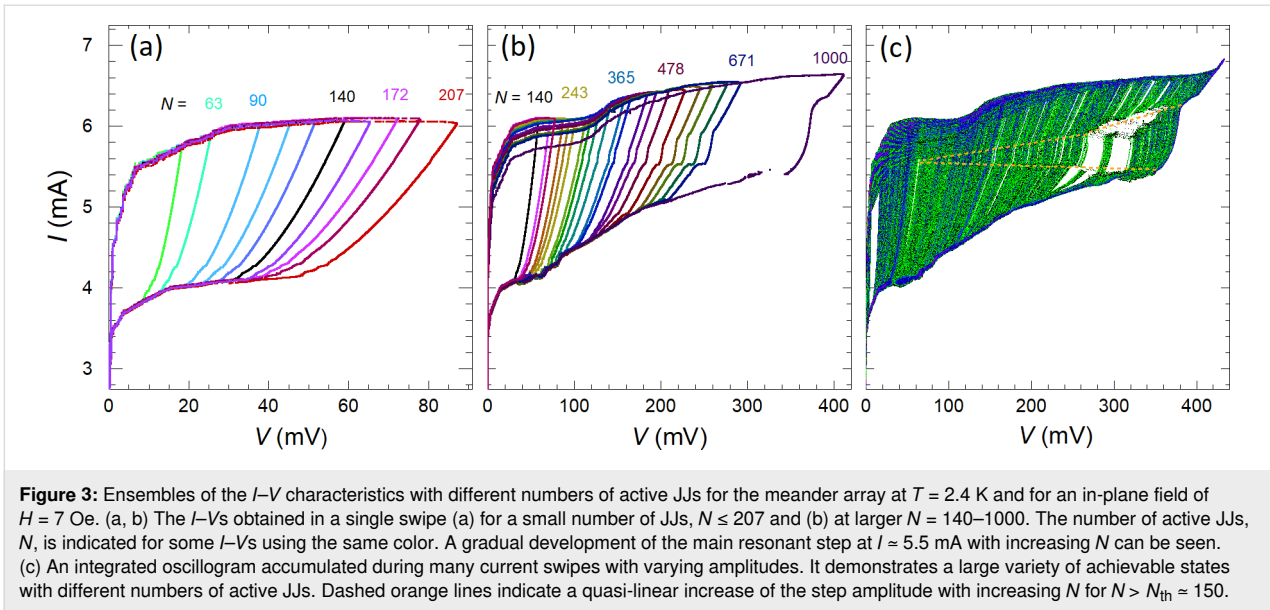 (a)
(b)
(c)
7
6
5
4
3
I (mA)
N = 63 90 140 172 207
0 20 40 60 80
V (mV)
N = 140 243 365 478 671 1000
0 100 200 300 400
V (mV)
0 100 200 300 400
V (mV)
Figure 3: Ensembles of the I–V characteristics with different numbers of active JJs for the meander array at T = 2.4 K and for an in-plane field of
H = 7 Oe. (a, b) The I–Vs obtained in a single swipe (a) for a small number of JJs, N ≤ 207 and (b) at larger N = 140–1000. The number of active JJs,
N, is indicated for some I–Vs using the same color. A gradual development of the main resonant step at I ≃ 5.5 mA with increasing N can be seen.
(c) An integrated oscillogram accumulated during many current swipes with varying amplitudes. It demonstrates a large variety of achievable states
with different numbers of active JJs. Dashed orange lines indicate a quasi-linear increase of the step amplitude with increasing N for N > Nth ≃ 150.